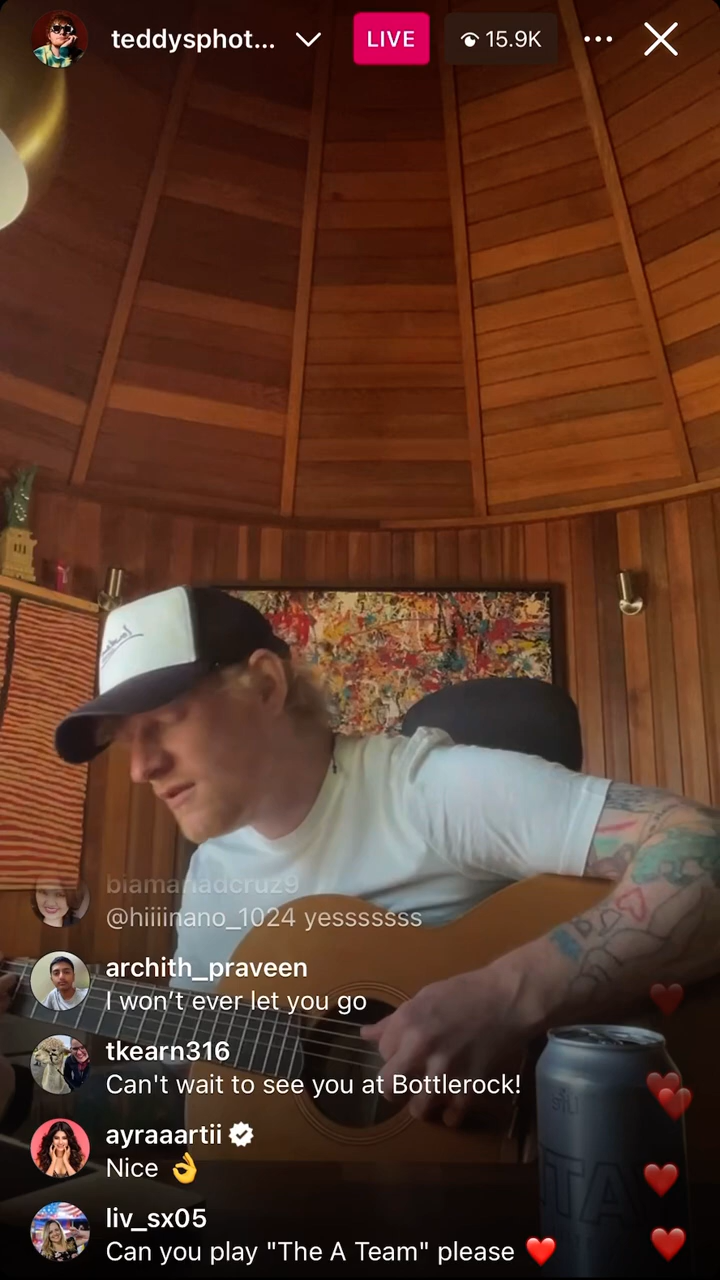 teddysphot...
LIVE
15.9K
biamariadcruz9
@hiiiinano_1024 yesssssss
archith_praveen
I won’t ever let you go
tkearn316
Can't wait to see you at Bottlerock!
ayraaartii
Nice 👌
liv_sx05
Can you play "The A Team" please ❤️